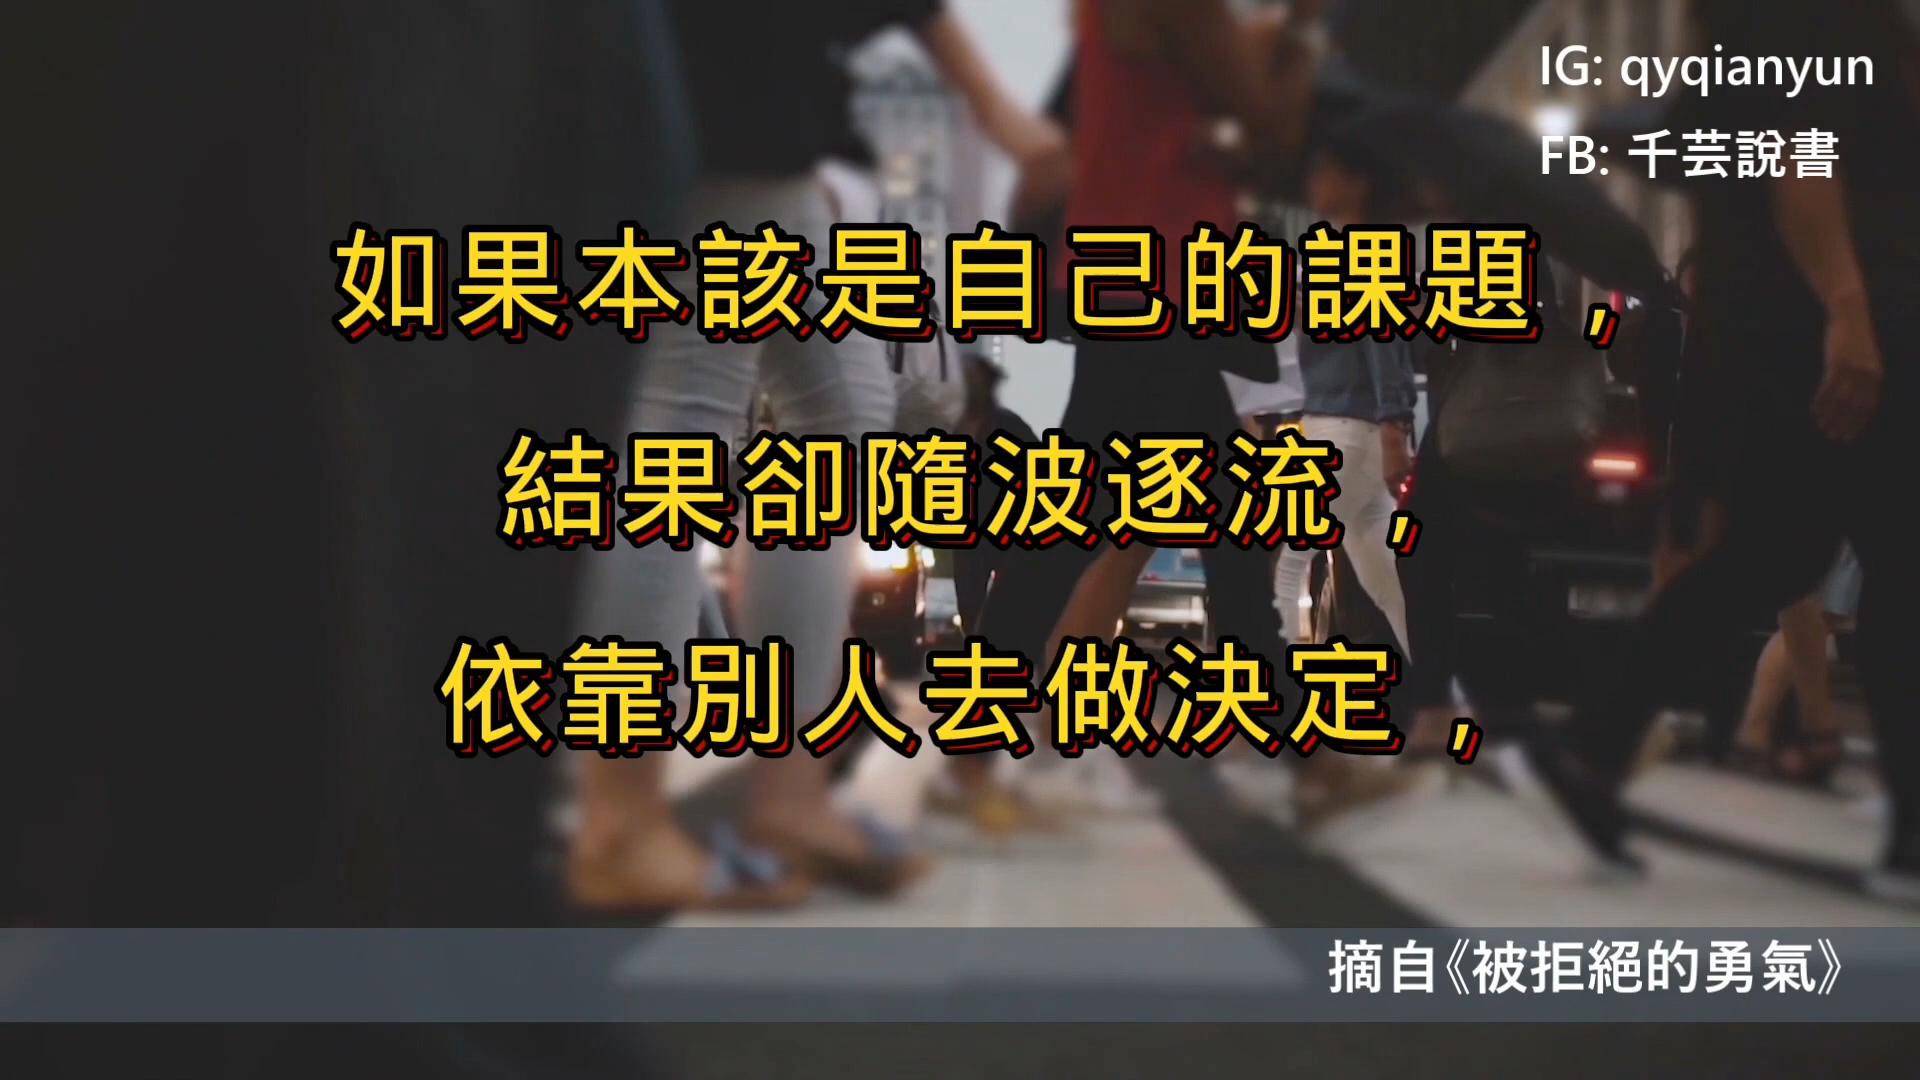 IG: qyqianyun
FB: 千芸說書
如果本該是自己的課題，
結果卻隨波逐流，
依靠別人去做決定，
摘自《被拒絕的勇氣》